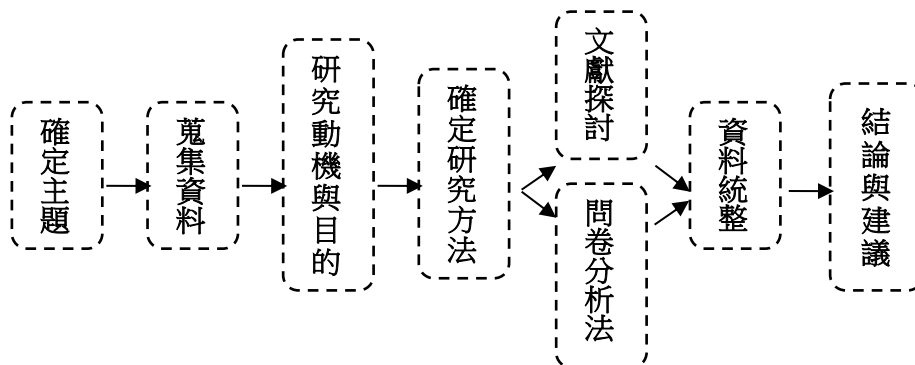 確定主題
蒐集資料
研究動機與目的
確定研究方法
文獻探討
問卷分析法
資料統整
結論與建議